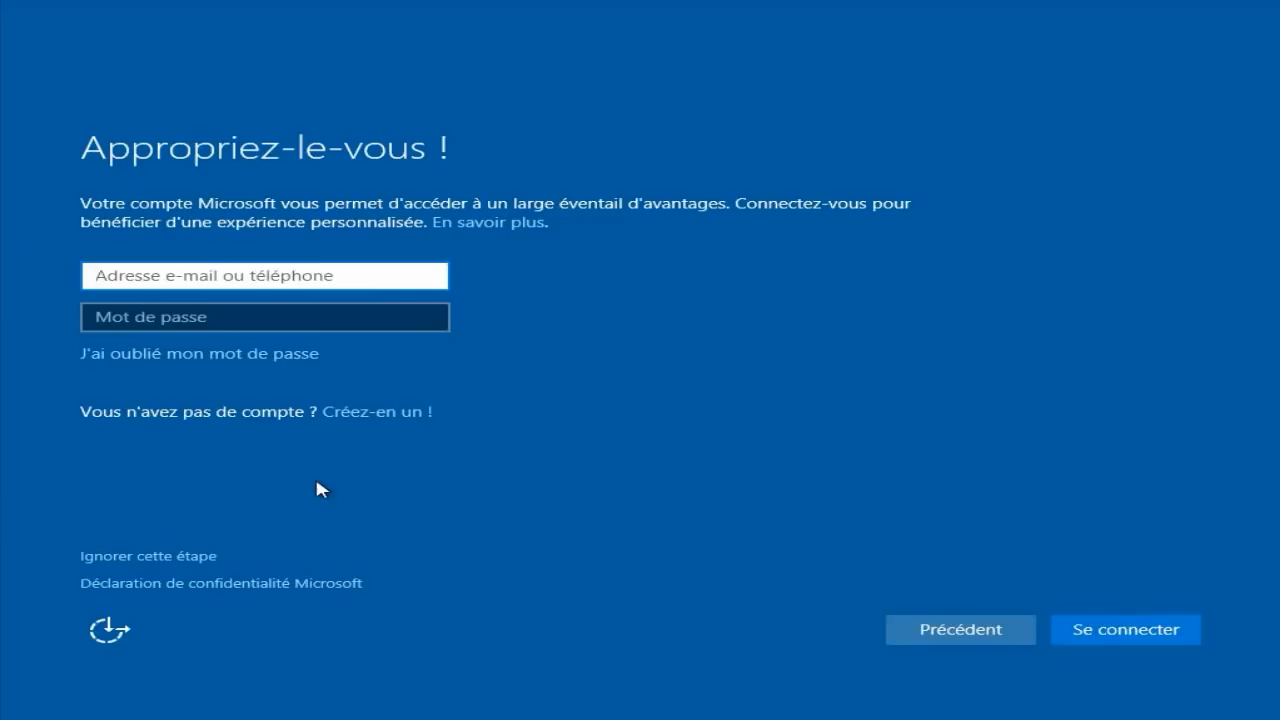 Appropriez-le-vous !
Votre compte Microsoft vous permet d'accéder à un large éventail d'avantages. Connectez-vous pour
bénéficier d'une expérience personnalisée. En savoir plus.
Adresse e-mail ou téléphone
Mot de passe
J'ai oublié mon mot de passe
Vous n'avez pas de compte ? Créez-en un !
Ignorer cette étape
Déclaration de confidentialité Microsoft
Précédent
Se connecter